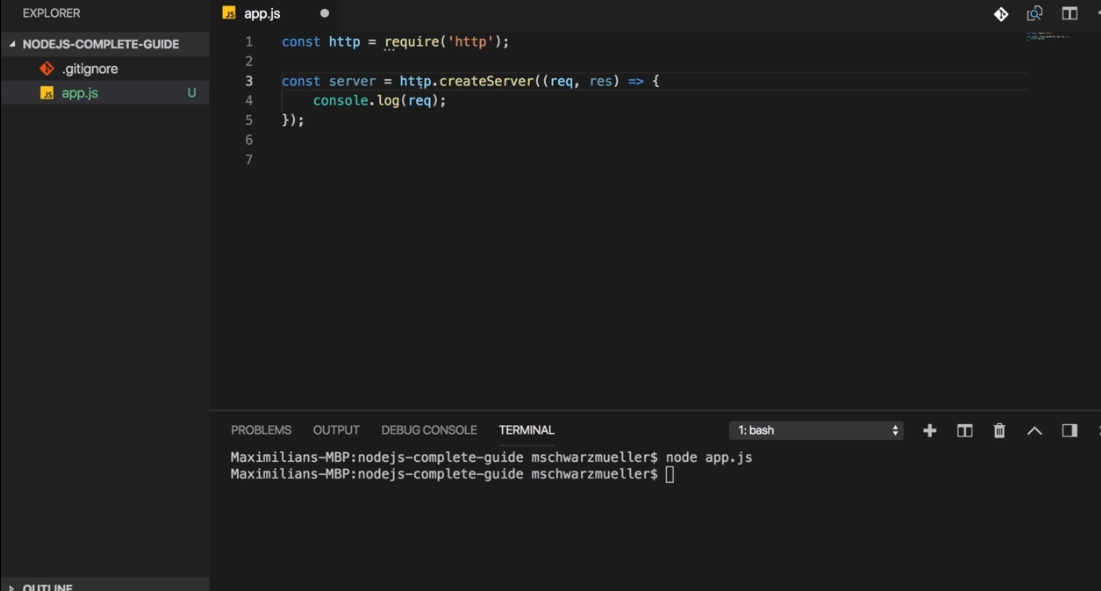 EXPLORER
app.js
NODEJS-COMPLETE-GUIDE
.gitignore
app.js U
1 const http = require('http');
2
3 const server = http.createServer((req, res) => {
4 console.log(req);
5 });
6
7
PROBLEMS OUTPUT DEBUG CONSOLE TERMINAL 1: bash
Maximilians-MBP:nodejs-complete-guide mschwarzmueller$ node app.js
Maximilians-MBP:nodejs-complete-guide mschwarzmueller$
OUTLINE